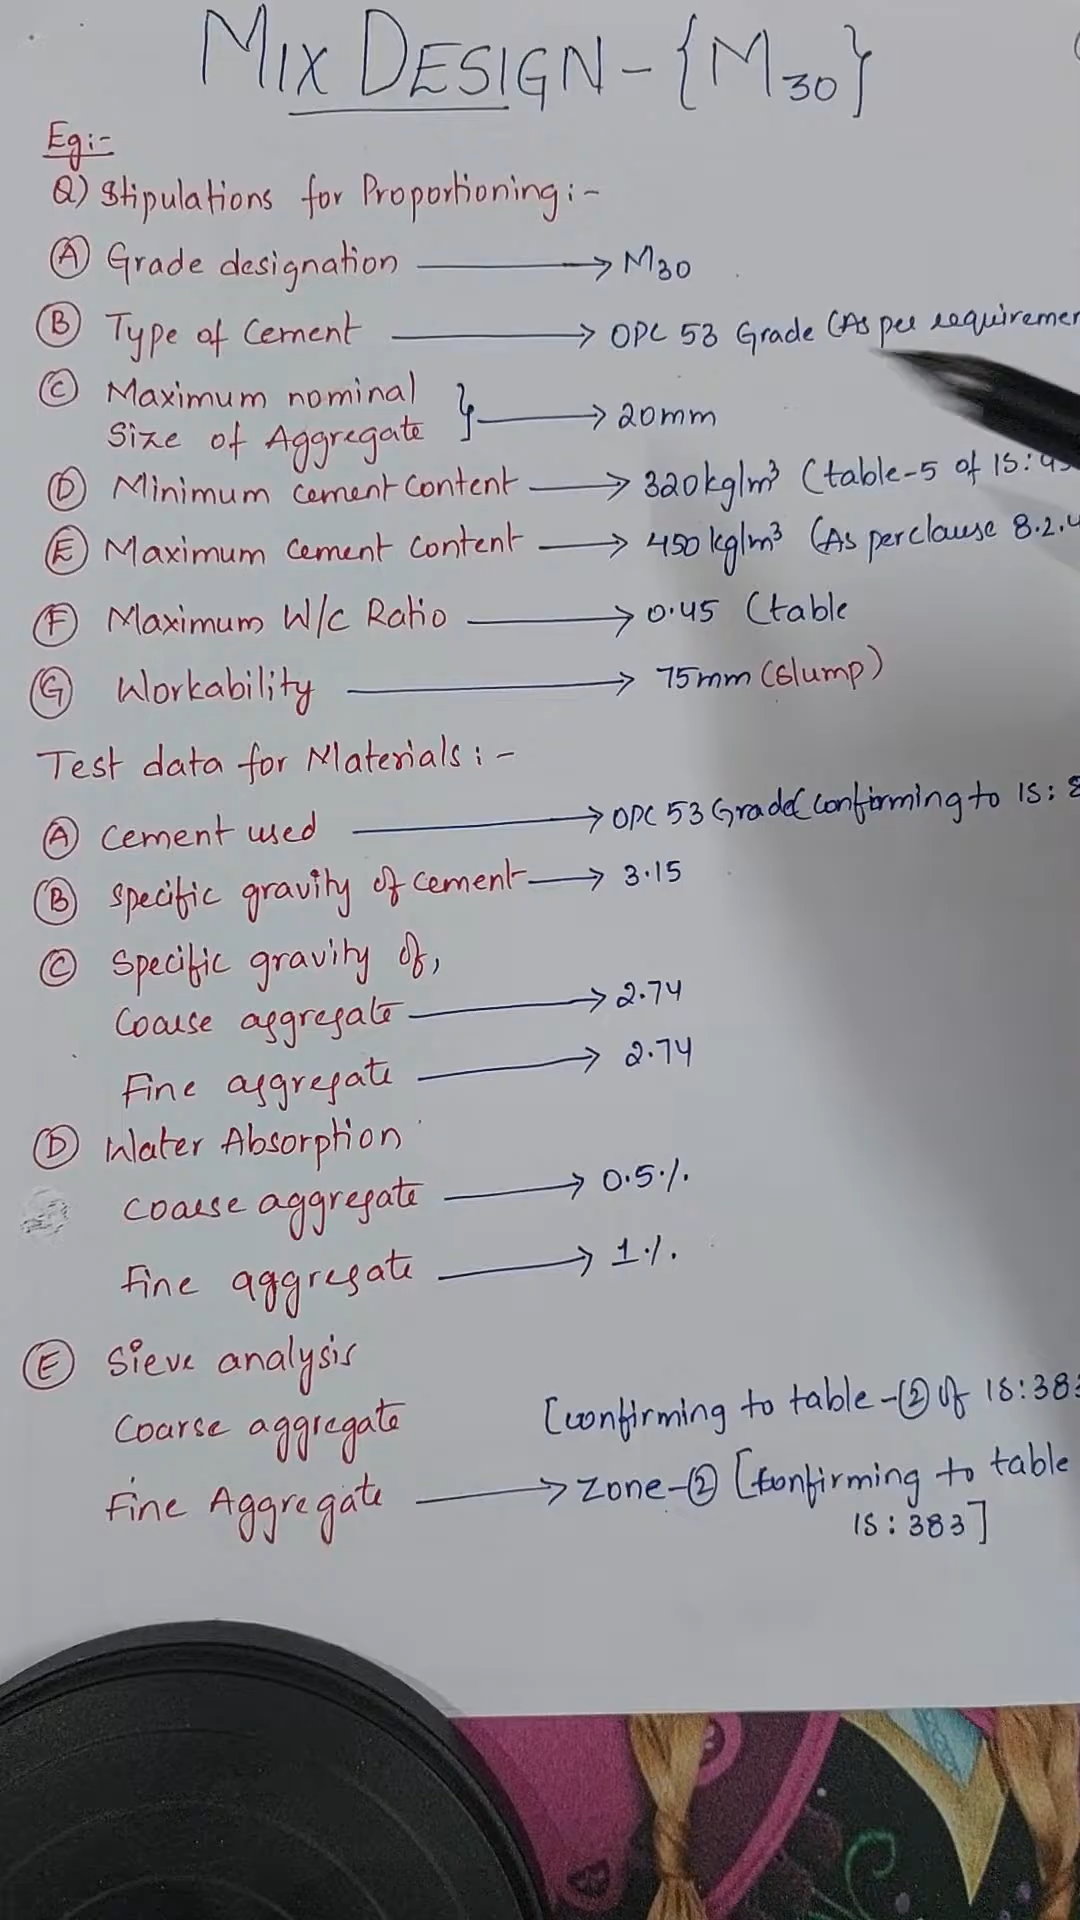 MIX DESIGN - {M30}
Eg:-
Q) Stipulations for Proportioning:-
(A) Grade designation → M30
(B) Type of Cement → OPC 53 Grade (As per
(C) Maximum nominal
Size of Aggregate } → 20mm
(D) Minimum cement content → 320kg/m³ (table-5 of IS:
(E) Maximum cement content → 450 kg/m³ (As per clause 8.2.
(F) Maximum W/C Ratio → 0.45 (table
(G) Workability → 75mm (slump)
Test data for Materials:-
(A) Cement used → OPC 53 Grade (confirming to IS:
(B) Specific gravity of cement → 3.15
(C) Specific gravity of,
Coarse aggregate → 2.74
Fine aggregate → 2.74
(D) Water Absorption
Coarse aggregate → 0.5%.
Fine aggregate → 1%.
(E) Sieve analysis
Coarse aggregate [confirming to table-(2) of IS:383
Fine Aggregate → Zone-(2) [confirming to table
IS:383]